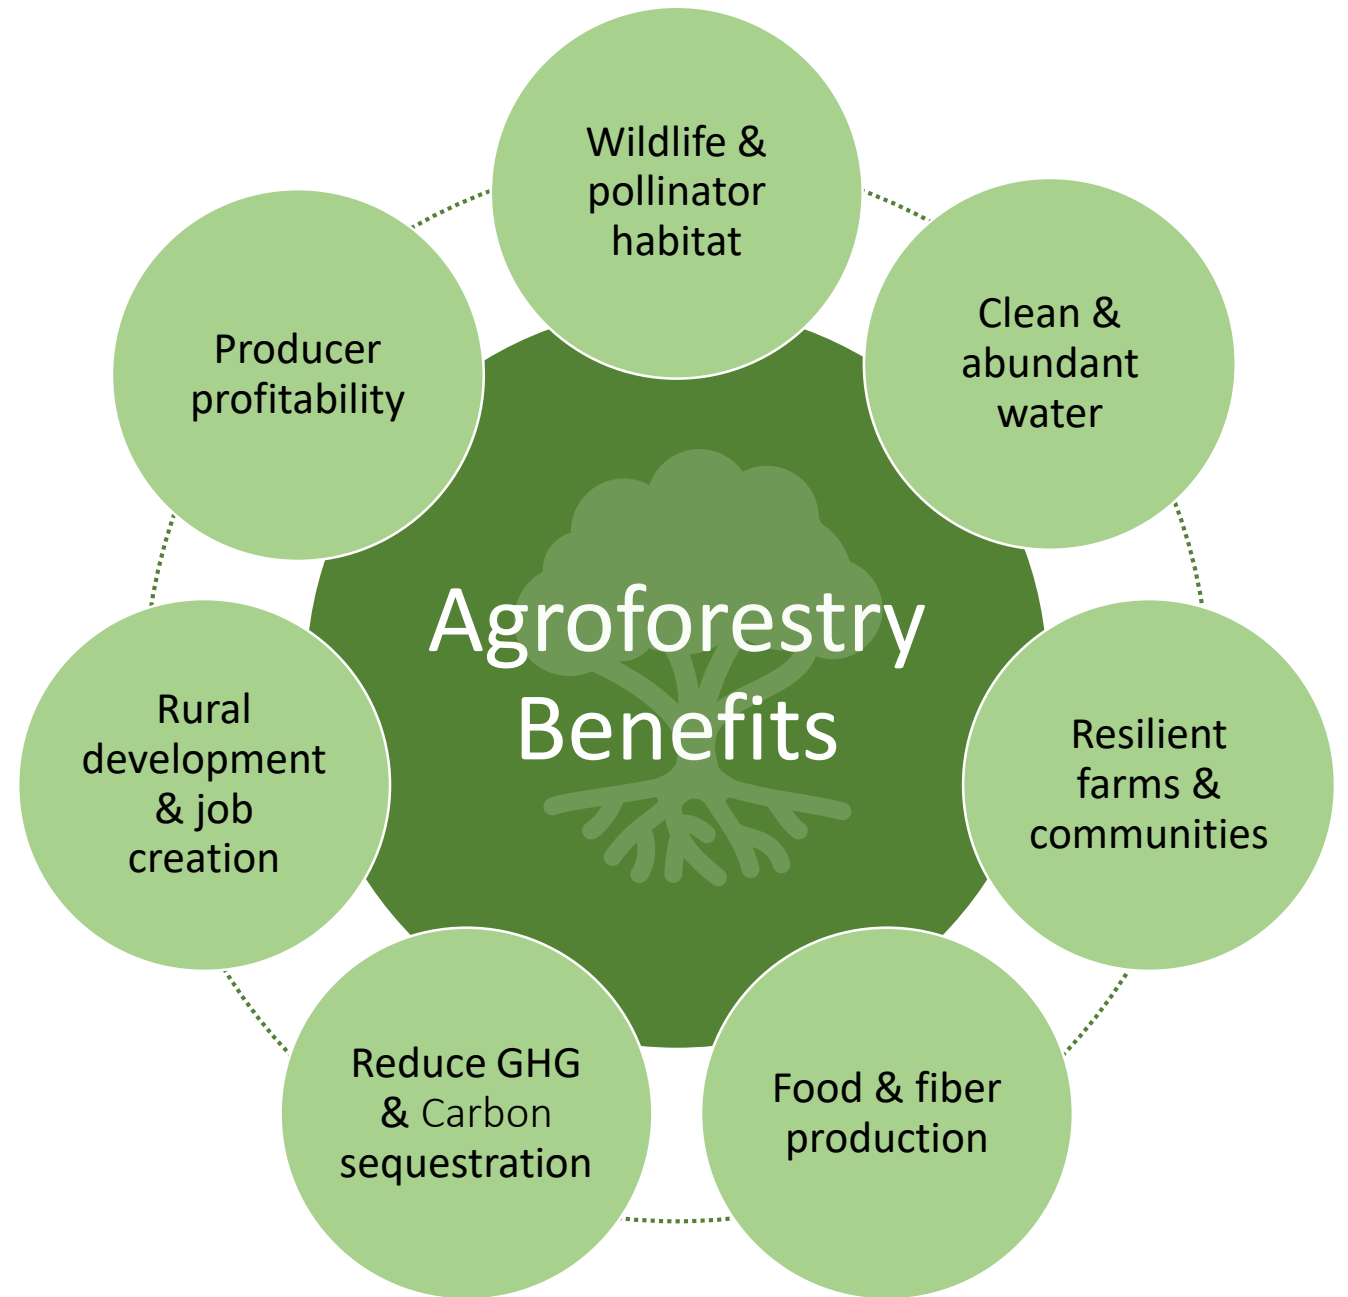 Wildlife &
pollinator
habitat
Clean &
abundant
water
Resilient
farms &
communities
Food & fiber
production
Reduce GHG
& Carbon
sequestration
Rural
development
& job
creation
Producer
profitability
Agroforestry
Benefits